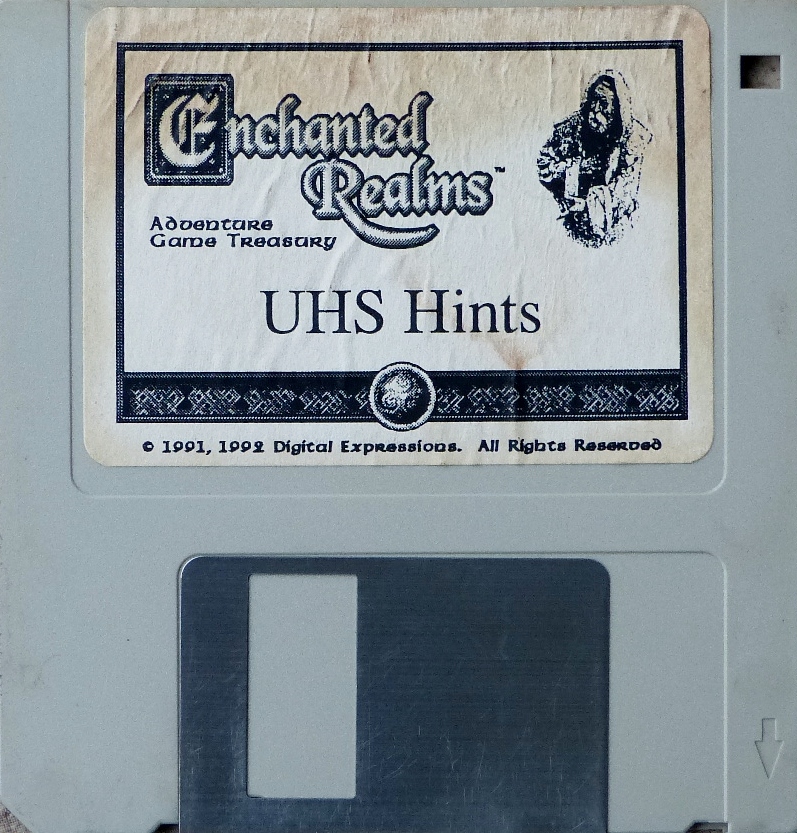 Enchanted
Realms™
Adventure
Game Treasury
UHS Hints
© 1991, 1992 Digital Expressions. All Rights Reserved